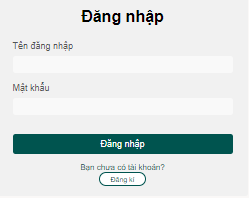 Đăng nhập
Tên đăng nhập
Mật khẩu
Đăng nhập
Bạn chưa có tài khoản?
Đăng kí